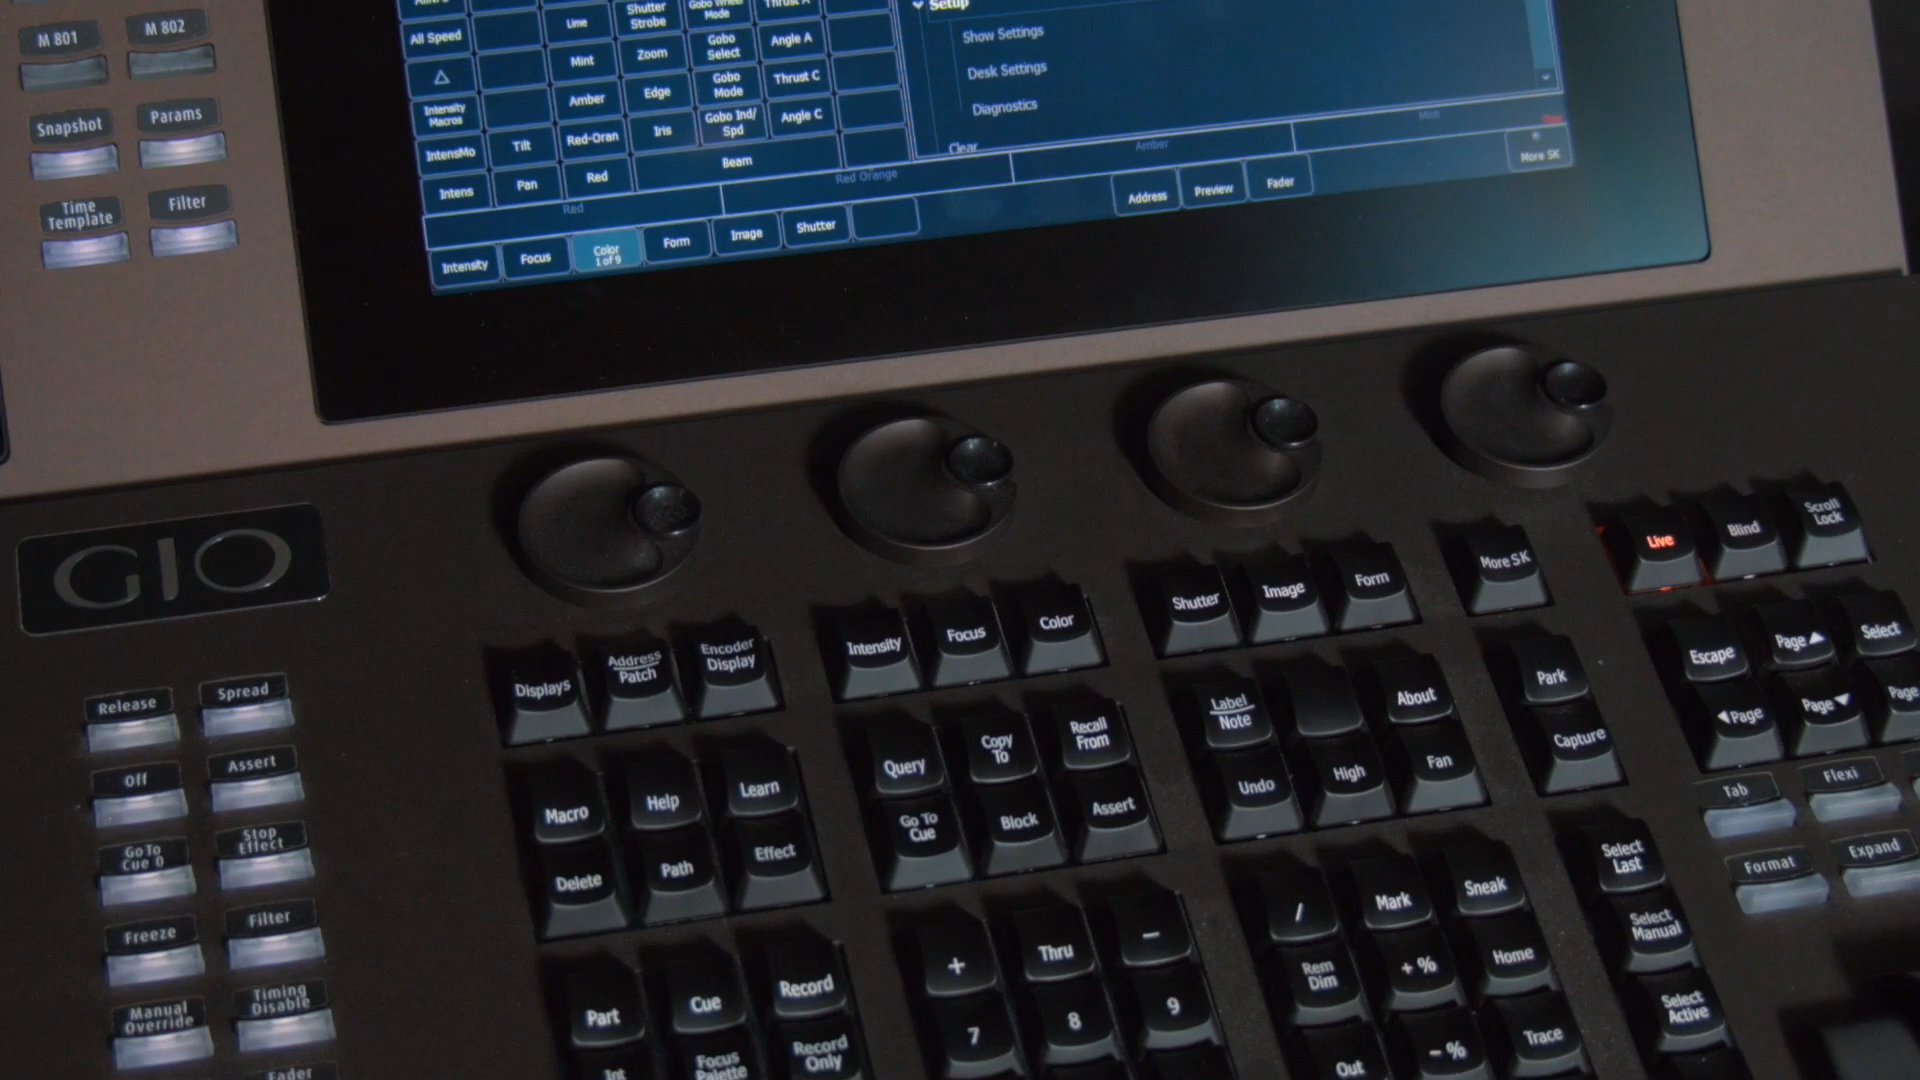 M 801
M 802
Snapshot
Params
Time
Template
Filter
All Speed
Intensity
Macros
IntensMo
Intens
Tilt
Pan
Lime
Mint
Amber
Red-Oran
Red
Shutter
Strobe
Zoom
Edge
Iris
Beam
Gobo Wheel
Mode
Gobo
Select
Gobo
Mode
Gobo Ind/
Spd
Thrust A
Angle A
Thrust C
Angle C
Setup
Show Settings
Desk Settings
Diagnostics
Clear
Red
Red Orange
Amber
Mint
Intensity
Focus
Color
1 of 9
Form
Image
Shutter
Address
Preview
Fader
More SK
GIO
Release
Spread
Off
Assert
Go To
Cue 0
Stop
Effect
Freeze
Filter
Manual
Override
Timing
Disable
Fader
Displays
Address
Patch
Encoder
Display
Intensity
Focus
Color
Shutter
Image
Form
More SK
Live
Blind
Scroll
Lock
Macro
Help
Learn
Delete
Path
Effect
Query
Copy
To
Recall
From
Go To
Cue
Block
Assert
Label
Note
About
Undo
High
Fan
Park
Capture
Escape
Page ▲
Select
◀Page
Page▼
Page
Tab
Flexi
Format
Expand
Part
Cue
Record
Int
Focus
Palette
Record
Only
+
Thru
−
7
8
9
/
Mark
Sneak
Rem
Dim
+ %
Home
Out
- %
Trace
Select
Last
Select
Manual
Select
Active